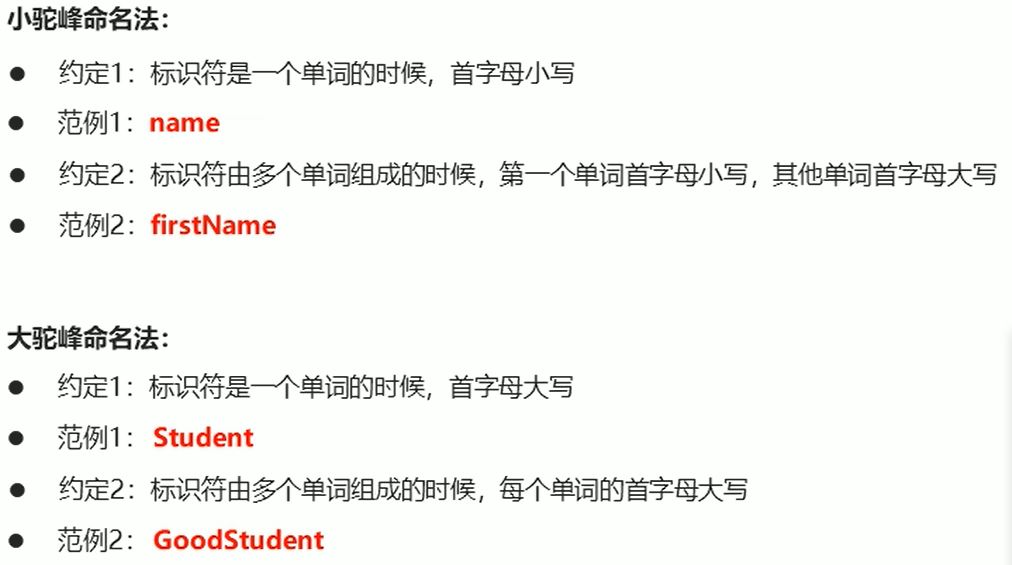 小驼峰命名法：
● 约定1：标识符是一个单词的时候，首字母小写
● 范例1：name
● 约定2：标识符由多个单词组成的时候，第一个单词首字母小写，其他单词首字母大写
● 范例2：firstName
大驼峰命名法：
● 约定1：标识符是一个单词的时候，首字母大写
● 范例1：Student
● 约定2：标识符由多个单词组成的时候，每个单词的首字母大写
● 范例2：GoodStudent